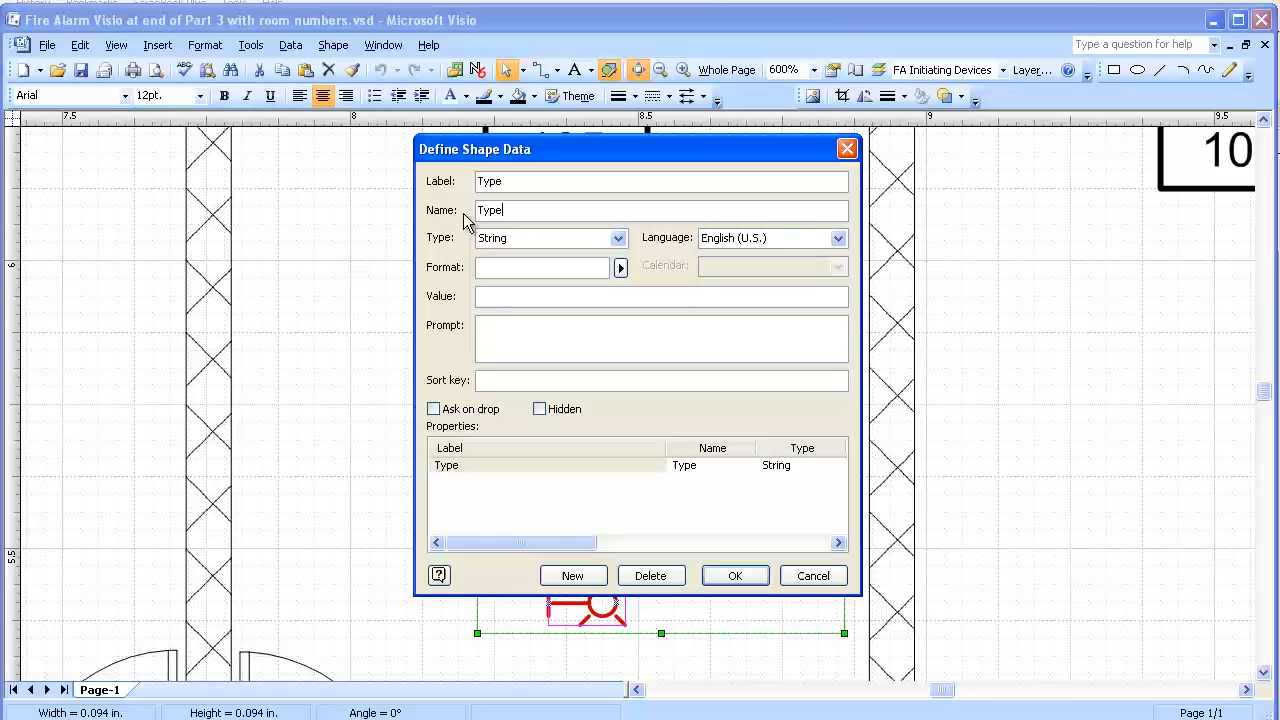 Fire Alarm Visio at end of Part 3 with room numbers.vsd - Microsoft Visio
File Edit View Insert Format Tools Data Shape Window Help
Type a question for help
Whole Page 600% FA Initiating Devices Layer...
Arial 12pt. B I U A Theme
7.5 8 8.5 9 9.5
10
6
5.5
Define Shape Data
Label: Type
Name: Type
Type: String Language: English (U.S.)
Format: Calendar:
Value:
Prompt:
Sort key:
Ask on drop Hidden
Properties:
Label Name Type
Type Type String
New Delete OK Cancel
Page-1
Width = 0.094 in. Height = 0.094 in. Angle = 0° Page 1/1